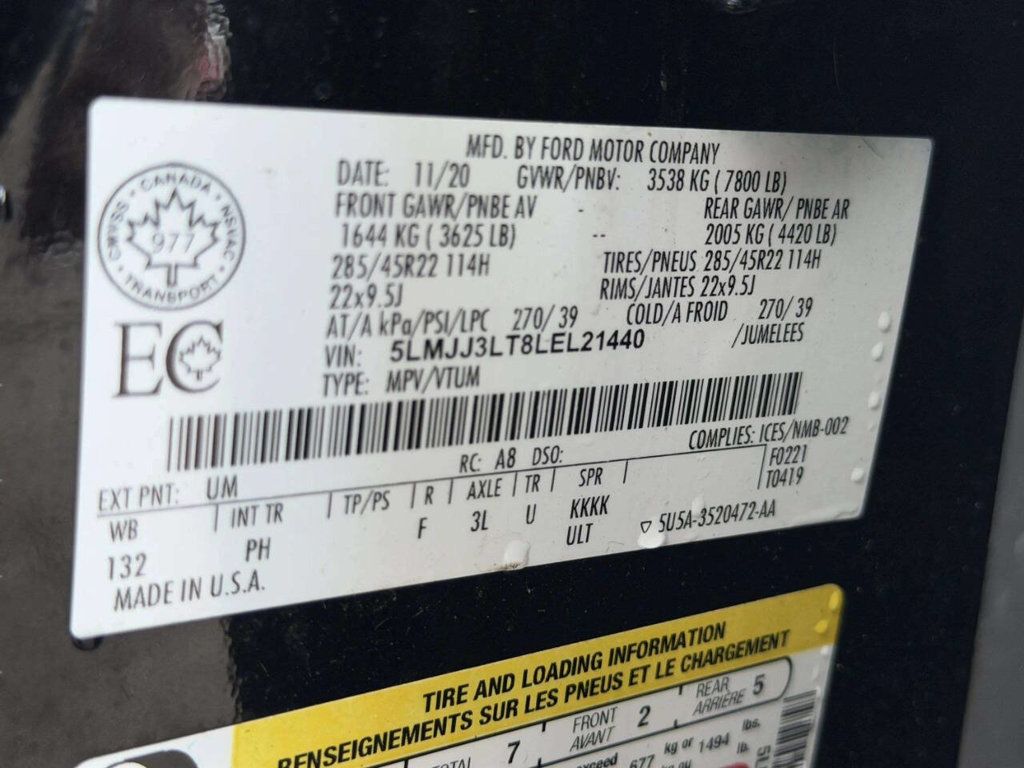 MFD. BY FORD MOTOR COMPANY
DATE: 11/20 GVWR/PNBV: 3538 KG ( 7800 LB)
FRONT GAWR/PNBE AV REAR GAWR/ PNBE AR
1644 KG ( 3625 LB) -- 2005 KG ( 4420 LB)
285/45R22 114H TIRES/PNEUS 285/45R22 114H
22x9.5J RIMS/JANTES 22x9.5J
AT/A kPa/PSI/LPC 270/ 39 COLD/A FROID 270/ 39
VIN: 5LMJJ3LT8LEL21440 /JUMELEES
TYPE: MPV/VTUM
CANADA
977
TRANSPORT
EC
COMPLIES: ICES/NMB-002
EXT PNT: UM RC: A8 DSO: F0221
WB INT TR TP/PS R AXLE TR SPR T0419
132 PH F 3L U KKKK
ULT 5U5A-3520472-AA
MADE IN U.S.A.
TIRE AND LOADING INFORMATION
RENSEIGNEMENTS SUR LES PNEUS ET LE CHARGEMENT
TOTAL 7 FRONT 2 REAR 5
AVANT ARRIÈRE
exceed 677 kg or 1494 lbs.
kg ou lb.